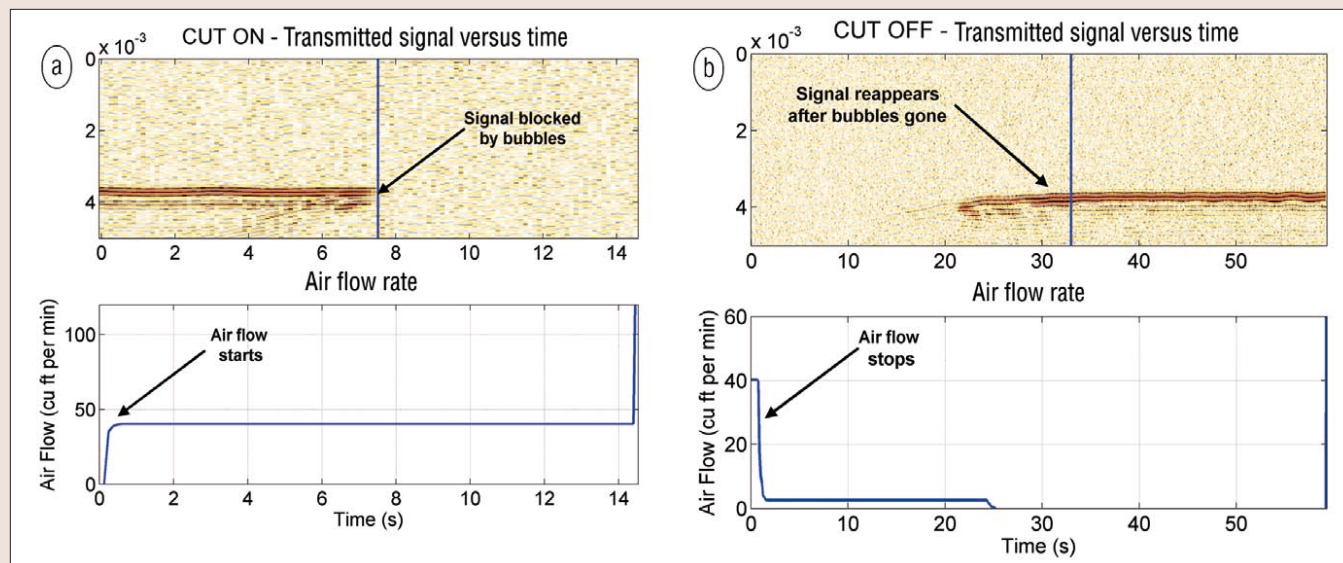 a
CUT ON - Transmitted signal versus time
x 10⁻³
0
2
4
Signal blocked
by bubbles
0 2 4 6 8 10 12 14
Air flow rate
Air Flow (cu ft per min)
100
50
0
Air flow
starts
0 2 4 6 8 10 12 14
Time (s)
b
CUT OFF - Transmitted signal versus time
x 10⁻³
0
2
4
Signal reappears
after bubbles gone
0 10 20 30 40 50
Air flow rate
Air Flow (cu ft per min)
60
40
20
0
Air flow
stops
0 10 20 30 40 50
Time (s)